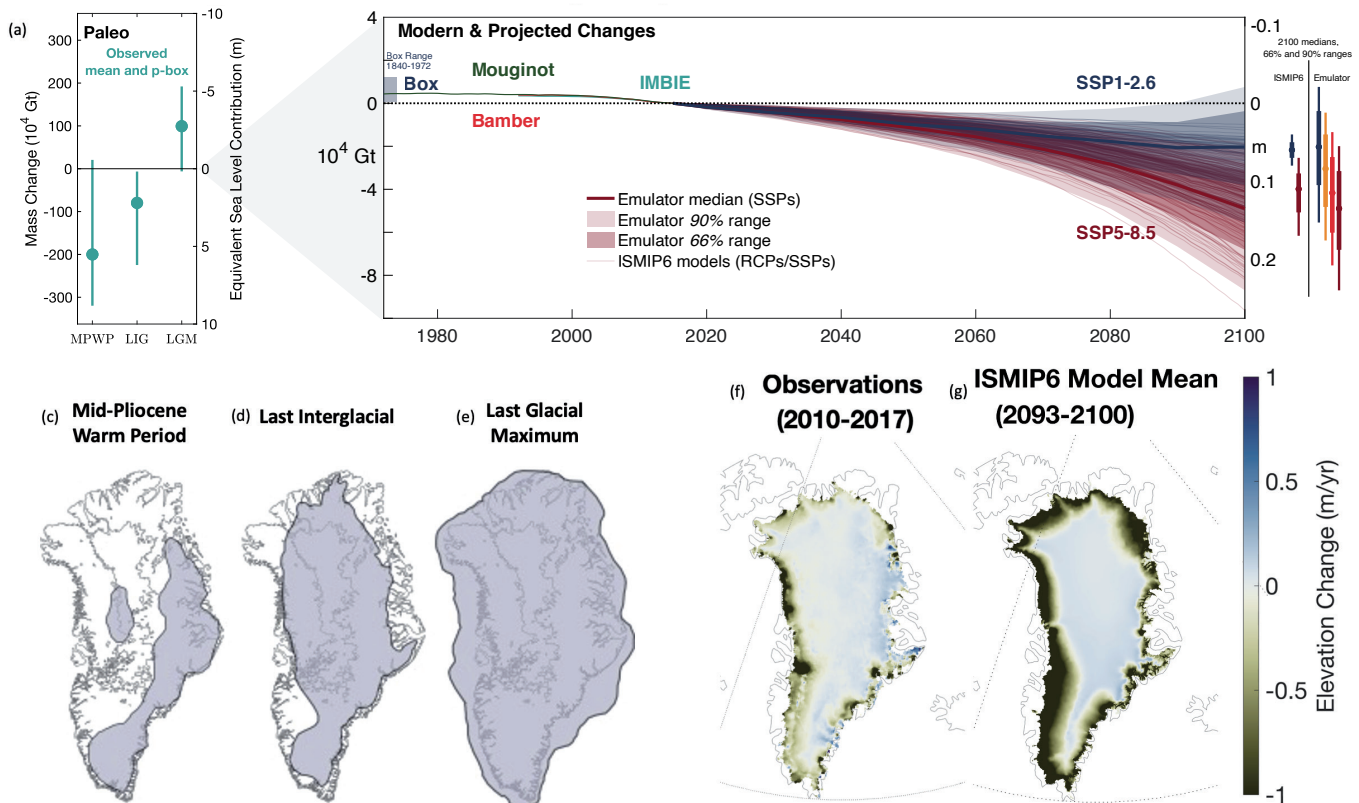 (a)
Paleo
Observed
mean and p-box
Mass Change (10⁴ Gt)
300
200
100
0
-100
-200
-300
MPWP
LIG
LGM
-10
-5
0
5
10
Equivalent Sea Level Contribution (m)
Modern & Projected Changes
Box Range
1840-1972
Box
Mouginot
IMBIE
Bamber
SSP1-2.6
SSP5-8.5
4
0
10⁴ Gt
-4
-8
Emulator median (SSPs)
Emulator 90% range
Emulator 66% range
ISMIP6 models (RCPs/SSPs)
1980
2000
2020
2040
2060
2080
2100
-0.1
0
m
0.1
0.2
2100 medians,
66% and 90% ranges
ISMIP6
Emulator
(c)
Mid-Pliocene
Warm Period
(d)
Last Interglacial
(e)
Last Glacial
Maximum
(f)
Observations
(2010-2017)
(g)
ISMIP6 Model Mean
(2093-2100)
1
0.5
0
-0.5
-1
Elevation Change (m/yr)